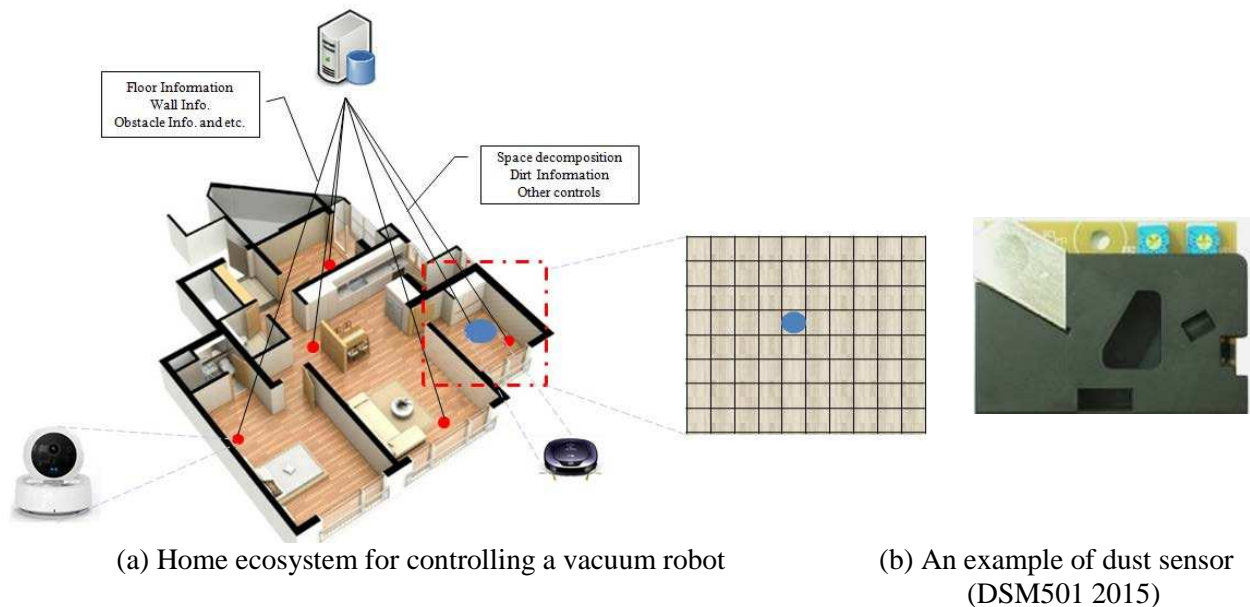 Floor Information
Wall Info.
Obstacle Info. and etc.
Space decomposition
Dirt Information
Other controls
(a) Home ecosystem for controlling a vacuum robot
(b) An example of dust sensor
(DSM501 2015)